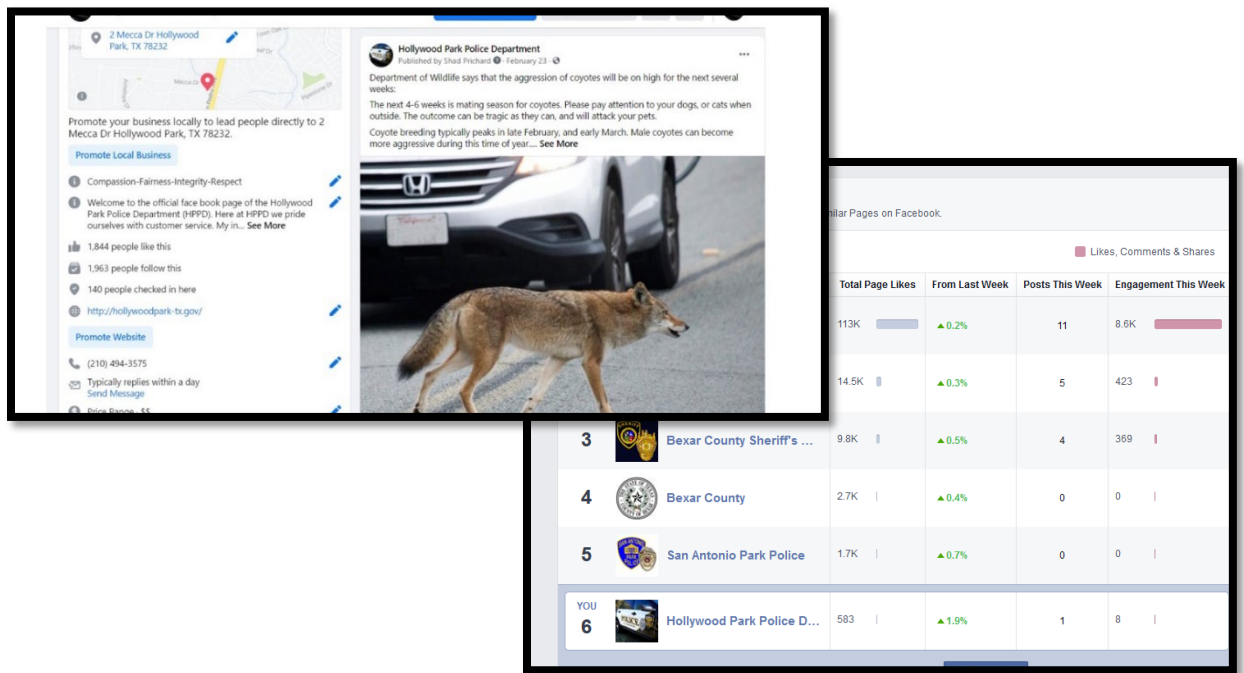 2 Mecca Dr Hollywood
Park, TX 78232
Mecca Dr
Promote your business locally to lead people directly to 2
Mecca Dr Hollywood Park, TX 78232.
Promote Local Business
Compassion-Fairness-Integrity-Respect
Welcome to the official face book page of the Hollywood
Park Police Department (HPPD). Here at HPPD we pride
ourselves with customer service. My in... See More
1,844 people like this
1,963 people follow this
140 people checked in here
http://hollywoodpark-tx.gov/
Promote Website
(210) 494-3575
Typically replies within a day
Send Message
Price Range · $$
Hollywood Park Police Department
Published by Shad Prichard · February 23 ·
Department of Wildlife says that the aggression of coyotes will be on high for the next several
weeks:
The next 4-6 weeks is mating season for coyotes. Please pay attention to your dogs, or cats when
outside. The outcome can be tragic as they can, and will attack your pets.
Coyote breeding typically peaks in late February, and early March. Male coyotes can become
more aggressive during this time of year.... See More
Pages on Facebook.
Likes, Comments & Shares
Total Page Likes From Last Week Posts This Week Engagement This Week
113K 0.2% 11 8.6K
14.5K 0.3% 5 423
3 Bexar County Sheriff's ... 9.8K 0.5% 4 369
4 Bexar County 2.7K 0.4% 0 0
5 San Antonio Park Police 1.7K 0.7% 0 0
YOU
6 Hollywood Park Police D... 583 1.9% 1 8